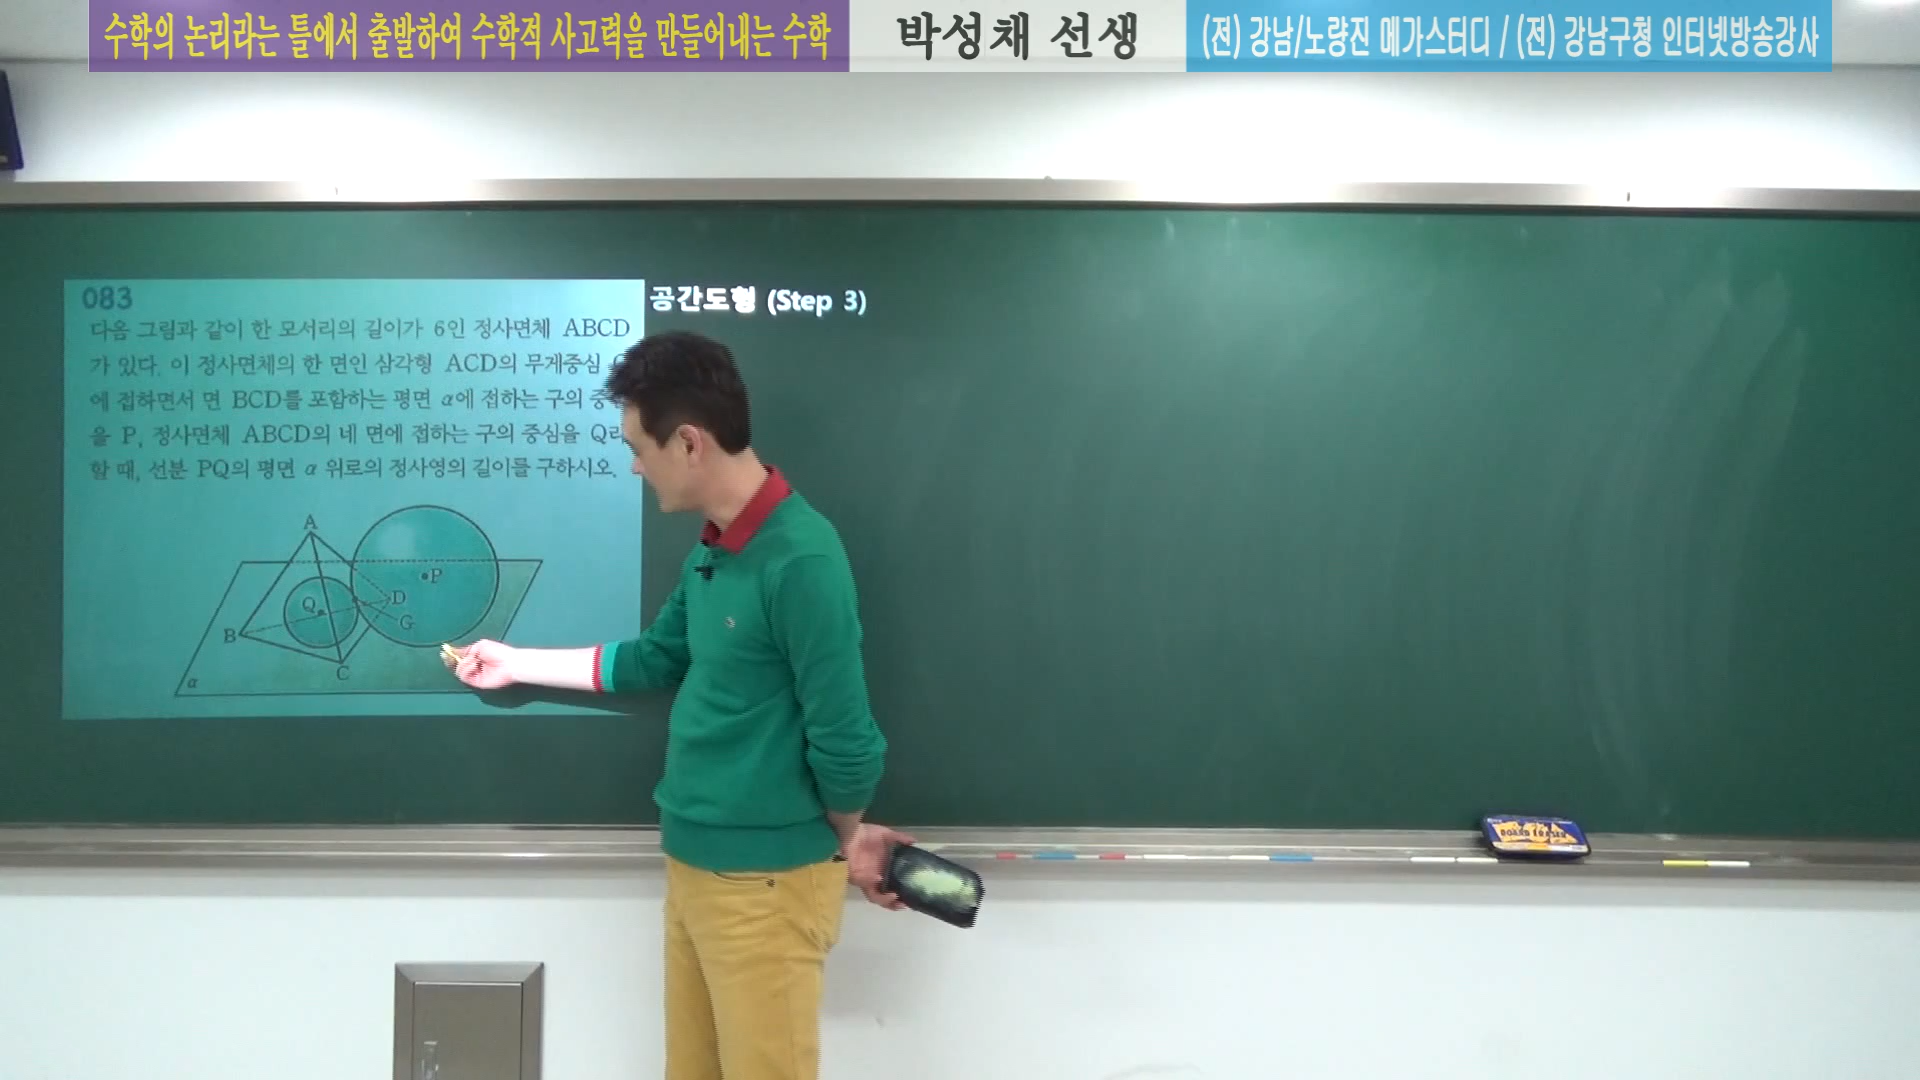 수학의 논리라는 틀에서 출발하여 수학적 사고력을 만들어내는 수학
박성채 선생
(전) 강남/노량진 메가스터디 / (전) 강남구청 인터넷방송강사
083
공간도형 (Step 3)
다음 그림과 같이 한 모서리의 길이가 6인 정사면체 ABCD
가 있다. 이 정사면체의 한 면인 삼각형 ACD의 무게중심
에 접하면서 면 BCD를 포함하는 평면 α에 접하는 구의
을 P, 정사면체 ABCD의 네 면에 접하는 구의 중심을
할 때, 선분 PQ의 평면 α 위로의 정사영의 길이를 구하시오.
A
P
Q
D
G
B
C
α
BOARD ERASER